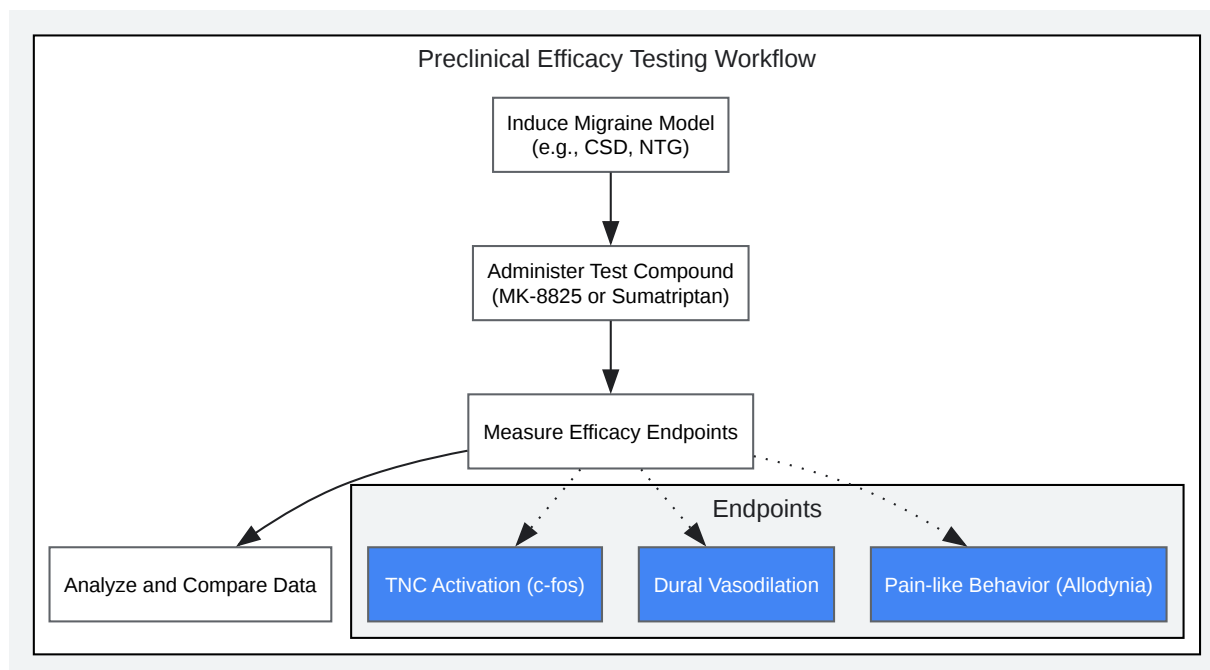 Preclinical Efficacy Testing Workflow
Induce Migraine Model
(e.g., CSD, NTG)
Administer Test Compound
(MK-8825 or Sumatriptan)
Measure Efficacy Endpoints
Endpoints
Analyze and Compare Data
TNC Activation (c-fos)
Dural Vasodilation
Pain-like Behavior (Allodynia)